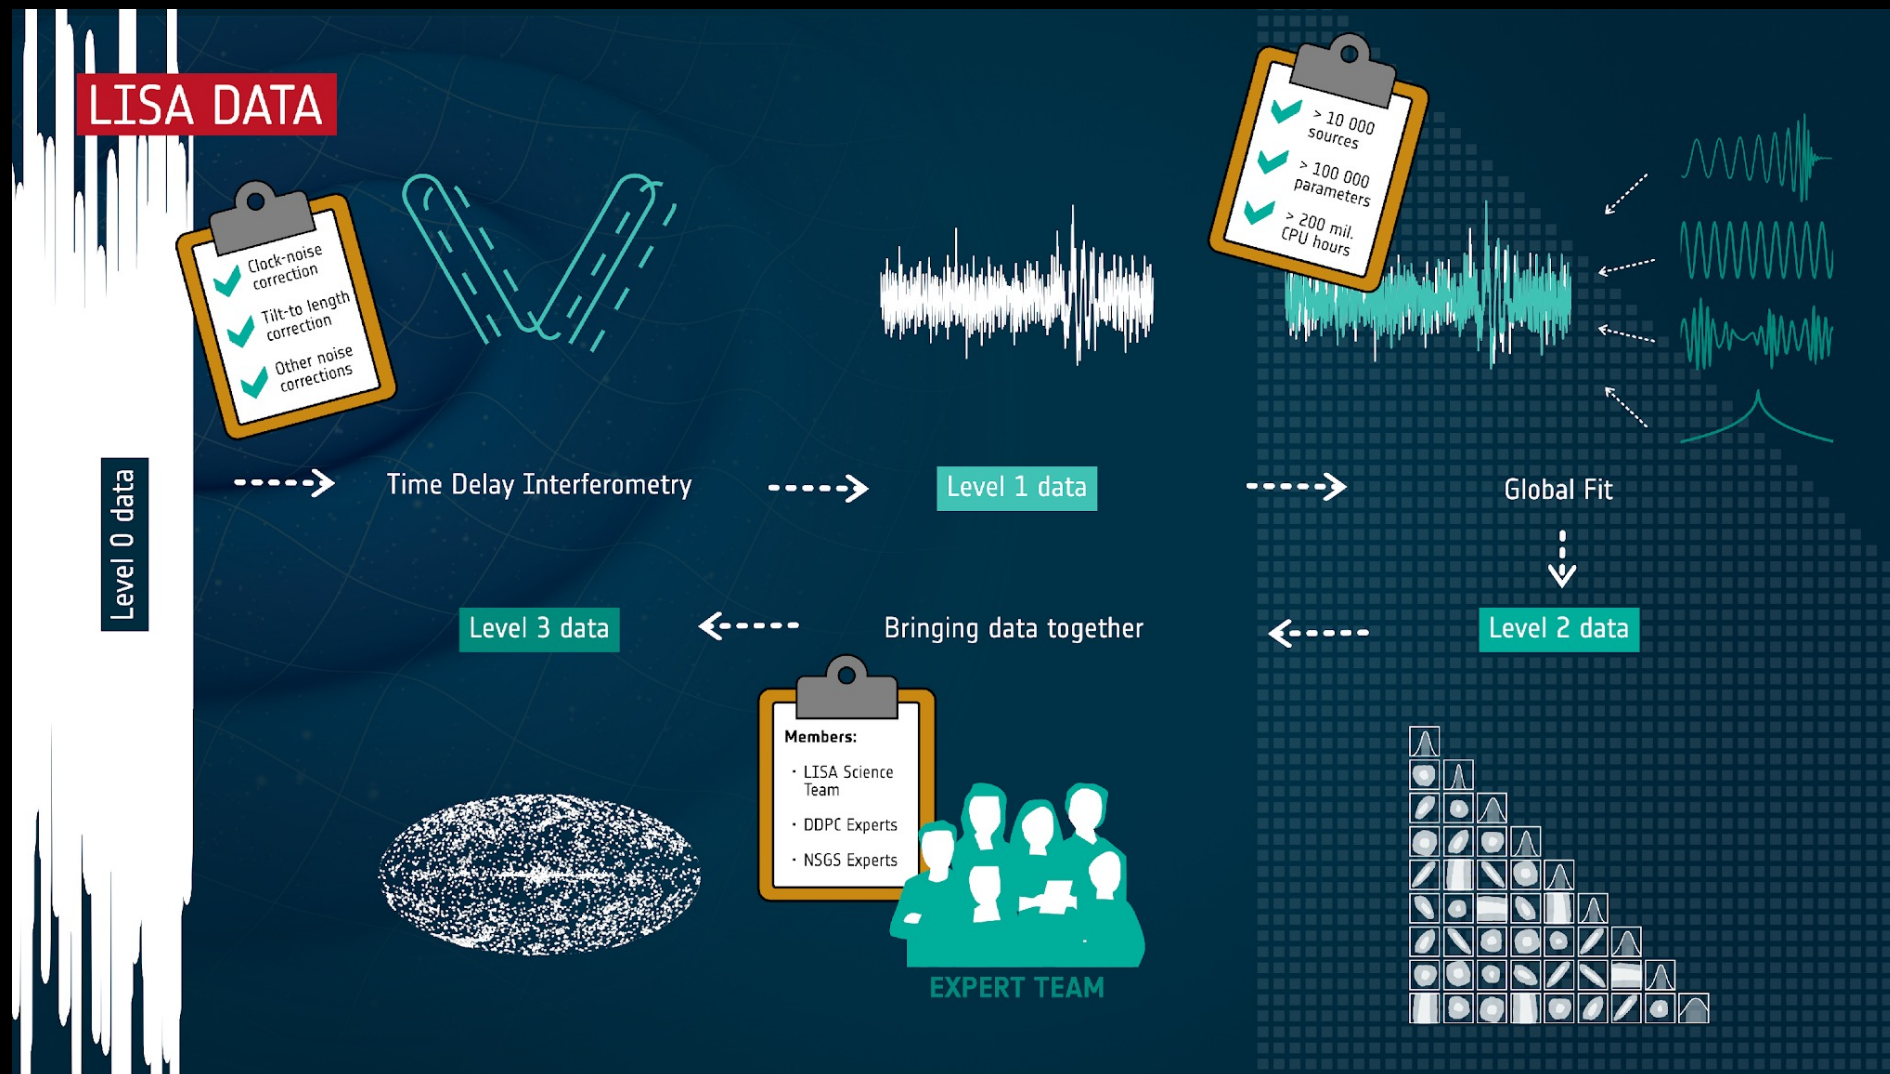 LISA DATA
Clock-noise
correction
Tilt-to length
correction
Other noise
corrections
> 10 000
sources
> 100 000
parameters
> 200 mil.
CPU hours
Level 0 data
Time Delay Interferometry
Level 1 data
Global Fit
Level 2 data
Bringing data together
Level 3 data
Members:
· LISA Science
Team
· DDPC Experts
· NSGS Experts
EXPERT TEAM